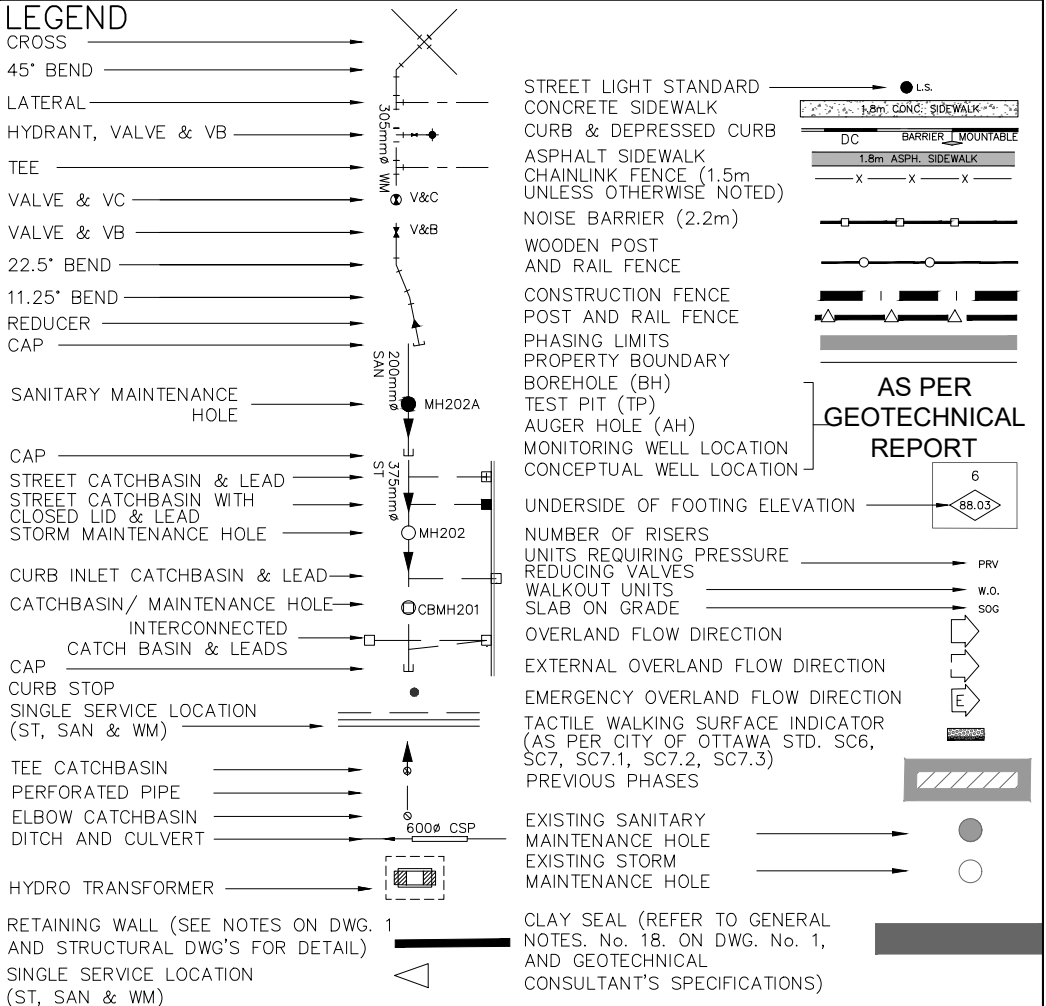 LEGEND
CROSS
45° BEND
LATERAL
HYDRANT, VALVE & VB
TEE
VALVE & VC
VALVE & VB
22.5° BEND
11.25° BEND
REDUCER
CAP
SANITARY MAINTENANCE
HOLE
CAP
STREET CATCHBASIN & LEAD
STREET CATCHBASIN WITH
CLOSED LID & LEAD
STORM MAINTENANCE HOLE
CURB INLET CATCHBASIN & LEAD
CATCHBASIN/ MAINTENANCE HOLE
INTERCONNECTED
CATCH BASIN & LEADS
CAP
CURB STOP
SINGLE SERVICE LOCATION
(ST, SAN & WM)
TEE CATCHBASIN
PERFORATED PIPE
ELBOW CATCHBASIN
DITCH AND CULVERT
HYDRO TRANSFORMER
RETAINING WALL (SEE NOTES ON DWG. 1
AND STRUCTURAL DWG'S FOR DETAIL)
SINGLE SERVICE LOCATION
(ST, SAN & WM)
305mmø WM
V&C
V&B
200mmø
SAN
MH202A
375mmø
ST
MH202
CBMH201
600ø CSP
STREET LIGHT STANDARD
L.S.
CONCRETE SIDEWALK
1.8m CONC. SIDEWALK
CURB & DEPRESSED CURB
DC BARRIER MOUNTABLE
ASPHALT SIDEWALK
1.8m ASPH. SIDEWALK
CHAINLINK FENCE (1.5m
UNLESS OTHERWISE NOTED)
X X X
NOISE BARRIER (2.2m)
WOODEN POST
AND RAIL FENCE
CONSTRUCTION FENCE
POST AND RAIL FENCE
PHASING LIMITS
PROPERTY BOUNDARY
BOREHOLE (BH)
TEST PIT (TP)
AUGER HOLE (AH)
MONITORING WELL LOCATION
CONCEPTUAL WELL LOCATION
AS PER
GEOTECHNICAL
REPORT
UNDERSIDE OF FOOTING ELEVATION
6
88.03
NUMBER OF RISERS
UNITS REQUIRING PRESSURE
REDUCING VALVES
PRV
WALKOUT UNITS
W.O.
SLAB ON GRADE
SOG
OVERLAND FLOW DIRECTION
EXTERNAL OVERLAND FLOW DIRECTION
EMERGENCY OVERLAND FLOW DIRECTION
E
TACTILE WALKING SURFACE INDICATOR
(AS PER CITY OF OTTAWA STD. SC6,
SC7, SC7.1, SC7.2, SC7.3)
PREVIOUS PHASES
EXISTING SANITARY
MAINTENANCE HOLE
EXISTING STORM
MAINTENANCE HOLE
CLAY SEAL (REFER TO GENERAL
NOTES. No. 18. ON DWG. No. 1,
AND GEOTECHNICAL
CONSULTANT'S SPECIFICATIONS)